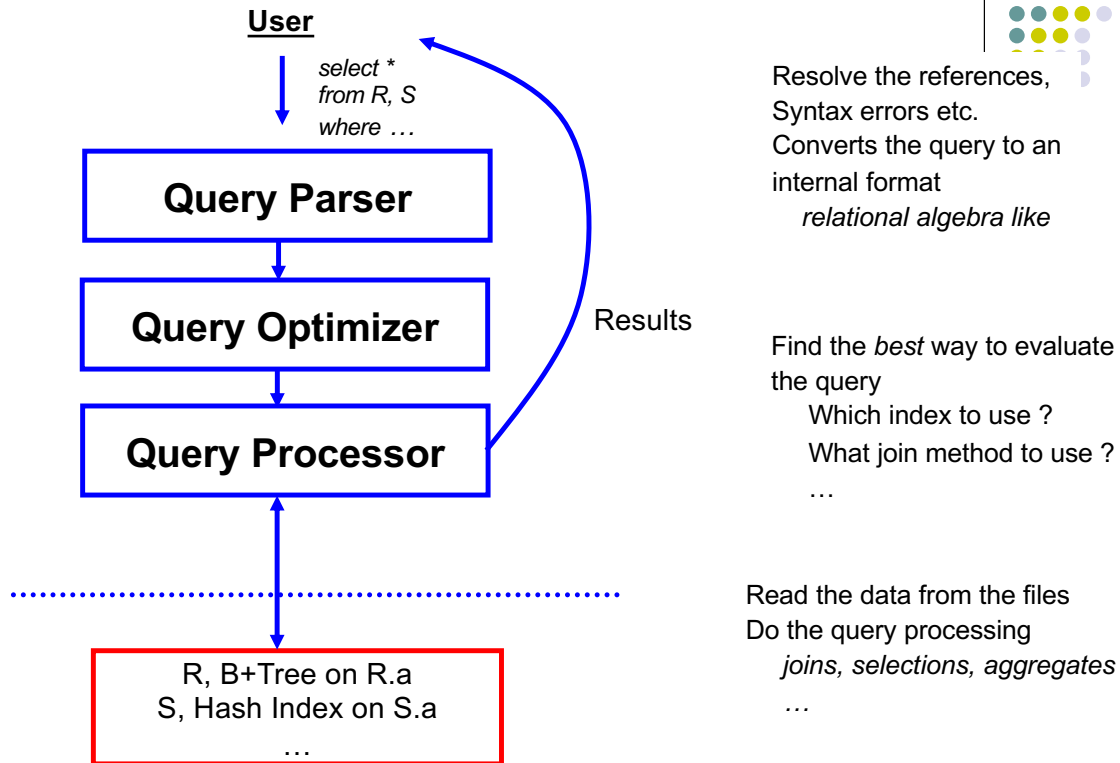 User
select *
from R, S
where …
Query Parser
Query Optimizer
Query Processor
Results
R, B+Tree on R.a
S, Hash Index on S.a
…
Resolve the references,
Syntax errors etc.
Converts the query to an
internal format
relational algebra like
Find the best way to evaluate
the query
Which index to use ?
What join method to use ?
…
Read the data from the files
Do the query processing
joins, selections, aggregates
…